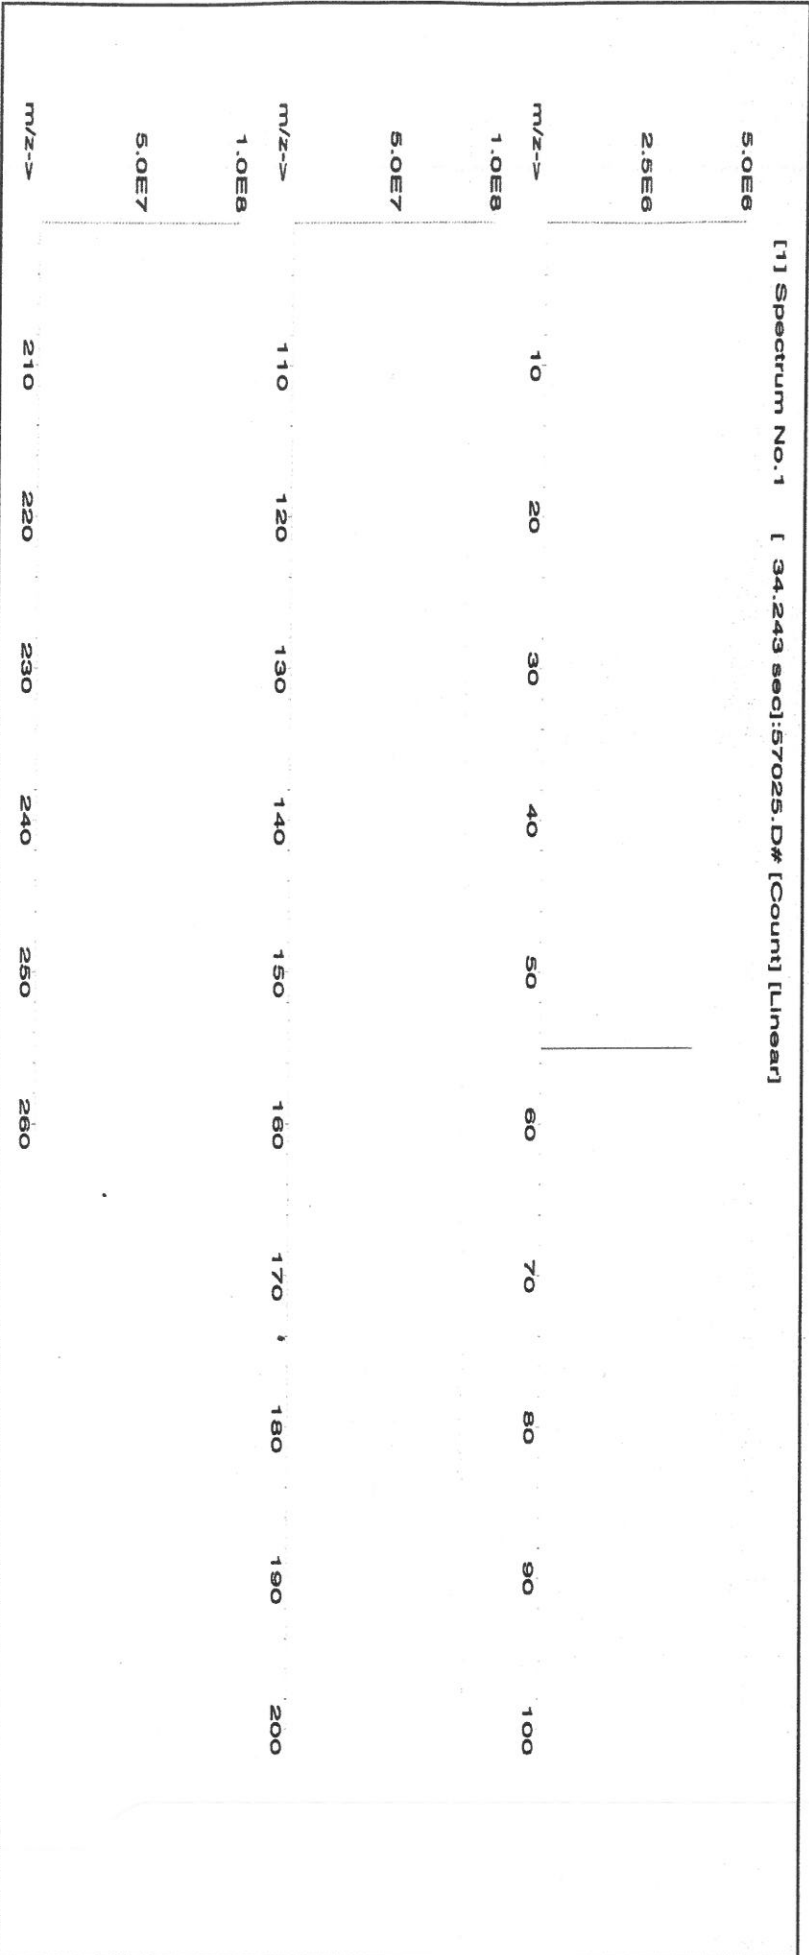 [1] Spectrum No.1 [ 34.243 sec]:57025.D# [Count] [Linear]
5.0E6
2.5E6
m/z-> 10 20 30 40 50 60 70 80 90 100
1.0E8
5.0E7
m/z-> 110 120 130 140 150 160 170 180 190 200
1.0E8
5.0E7
m/z-> 210 220 230 240 250 260